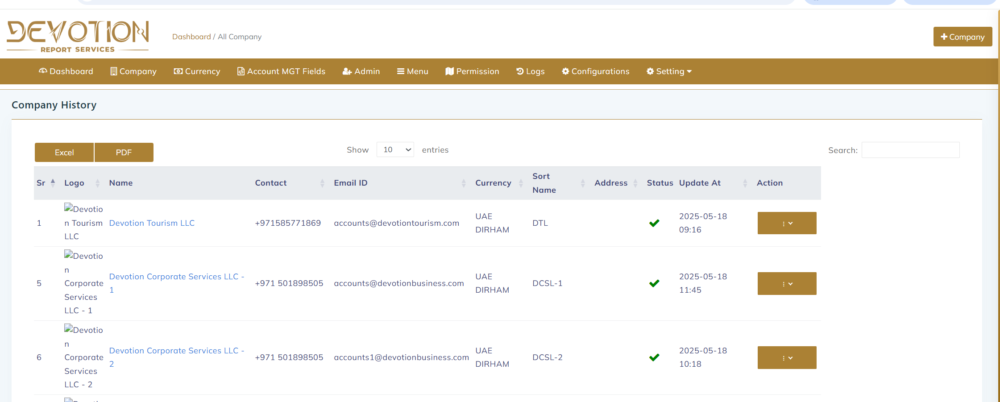 DEVOTION
REPORT SERVICES
Dashboard / All Company
Company
Dashboard Company Currency Account MGT Fields Admin Menu Permission Logs Configurations Setting
Company History
Excel PDF Show 10 entries Search:
Sr Logo Name Contact Email ID Currency Sort Name Address Status Update At Action
Devotio
n Tourism
LLC
1 Devotion Tourism LLC +971585771869 accounts@devotiontourism.com UAE DIRHAM DTL 2025-05-18 09:16
Devotio
n
Corporate
Services
LLC - 1
5 Devotion Corporate Services LLC - 1 +971 501898505 accounts@devotionbusiness.com UAE DIRHAM DCSL-1 2025-05-18 11:45
Devotio
n
Corporate
Services
LLC - 2
6 Devotion Corporate Services LLC - 2 +971 501898505 accounts1@devotionbusiness.com UAE DIRHAM DCSL-2 2025-05-18 10:18